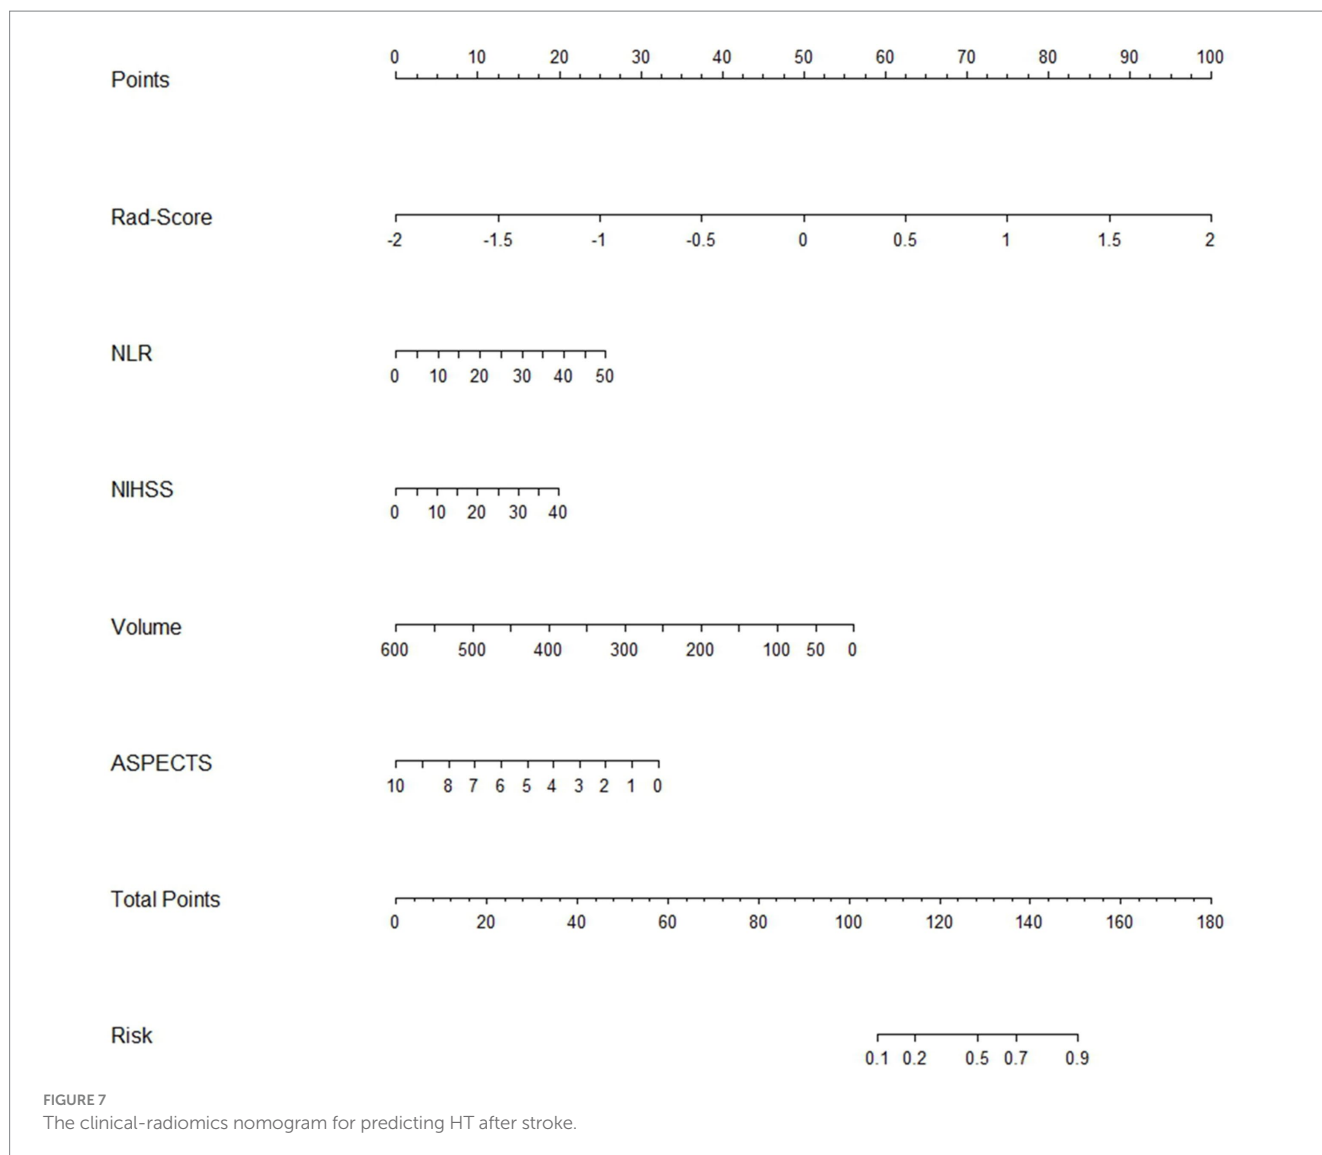 0 10 20 30 40 50 60 70 80 90 100
Points
Rad-Score
-2 -1.5 -1 -0.5 0 0.5 1 1.5 2
NLR
0 10 20 30 40 50
NIHSS
0 10 20 30 40
Volume
600 500 400 300 200 100 50 0
ASPECTS
10 8 7 6 5 4 3 2 1 0
Total Points
0 20 40 60 80 100 120 140 160 180
Risk
0.1 0.2 0.5 0.7 0.9
FIGURE 7
The clinical-radiomics nomogram for predicting HT after stroke.